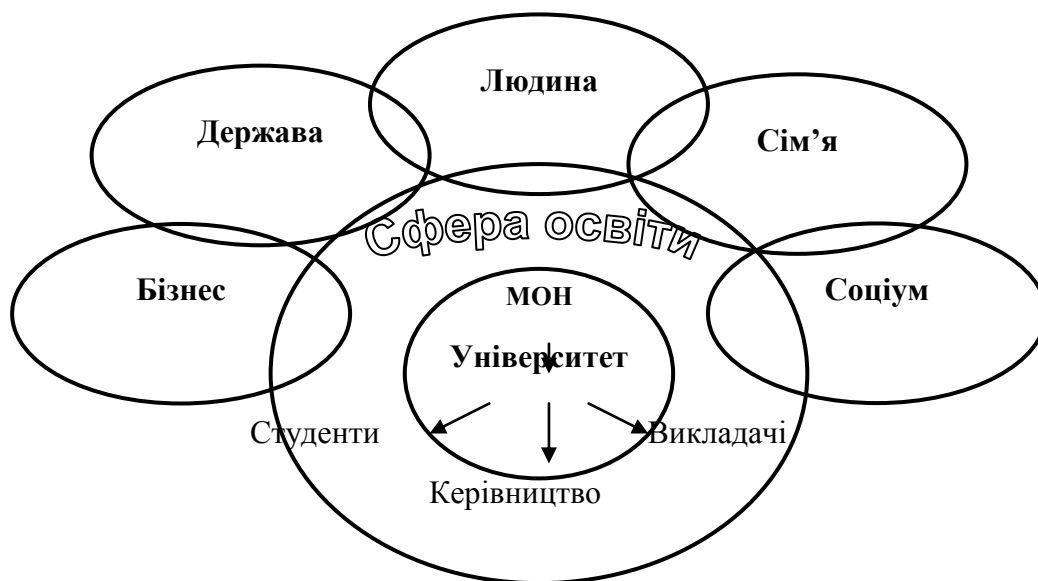 Людина
Держава
Сім’я
Сфера освіти
Бізнес
МОН
Соціум
Університет
Студенти
Викладачі
Керівництво